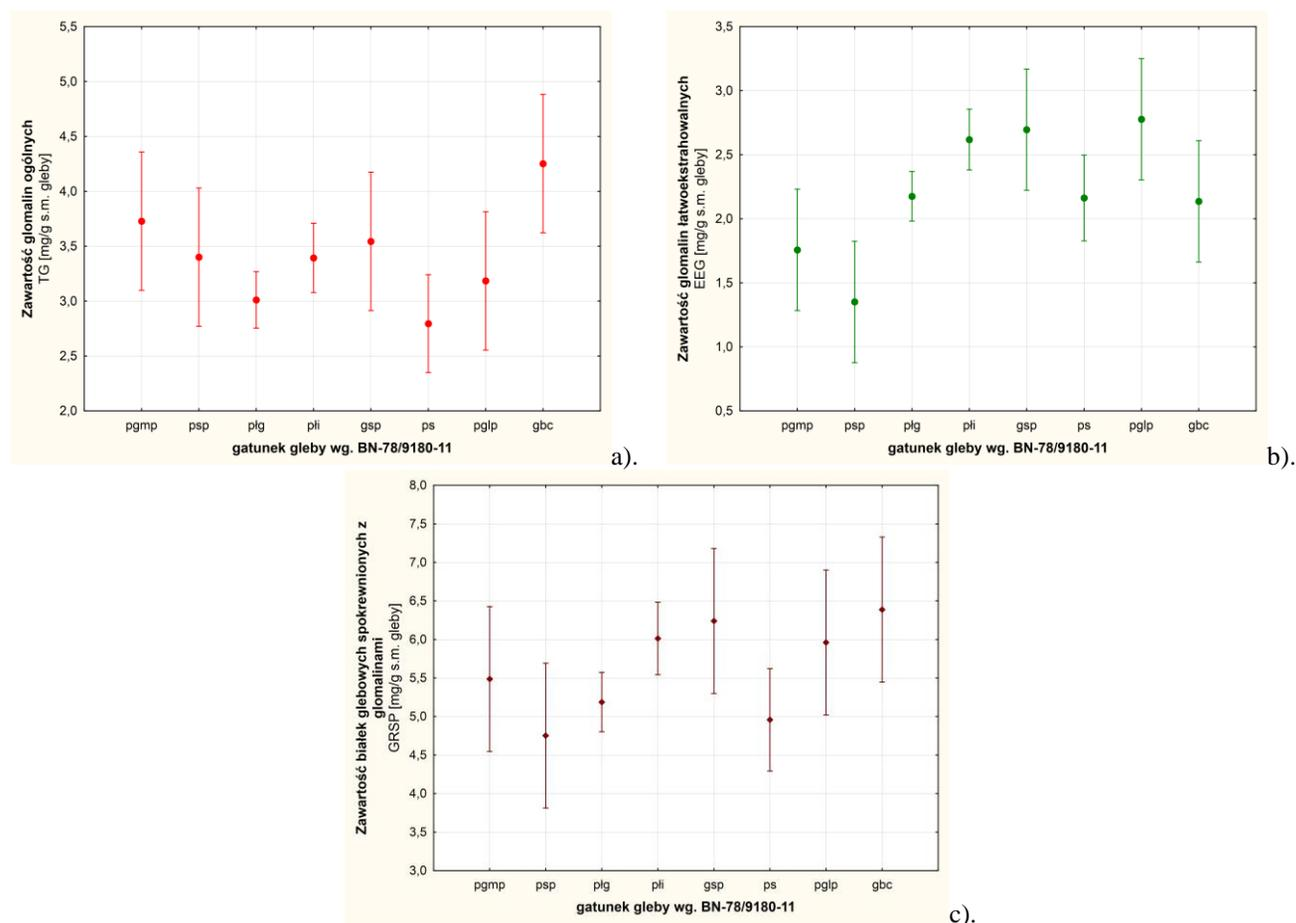 Zawartość glomalin ogólnych
TG [mg/g s.m. gleby]
5,5
5,0
4,5
4,0
3,5
3,0
2,5
2,0
pgmp psp płg płi gsp ps pglp gbc
gatunek gleby wg. BN-78/9180-11
a).
Zawartość glomalin łatwoekstrahowalnych
EEG [mg/g s.m. gleby]
3,5
3,0
2,5
2,0
1,5
1,0
0,5
pgmp psp płg płi gsp ps pglp gbc
gatunek gleby wg. BN-78/9180-11
b).
Zawartość białek glebowych spokrewnionych z
glomalinami
GRSP [mg/g s.m. gleby]
8,0
7,5
7,0
6,5
6,0
5,5
5,0
4,5
4,0
3,5
3,0
pgmp psp płg płi gsp ps pglp gbc
gatunek gleby wg. BN-78/9180-11
c).